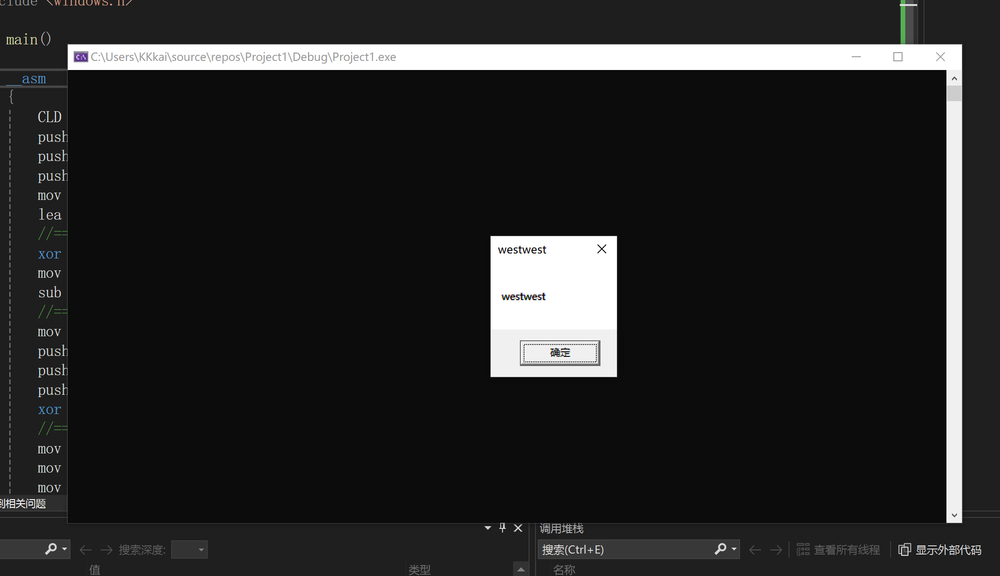 clude <windows.h>
main()
C:\Users\KKkai\source\repos\Project1\Debug\Project1.exe
__asm
{
CLD
push
push
push
mov
lea
//==
xor
mov
sub
//==
mov
push
push
push
xor
//==
mov
mov
mov
westwest
westwest
确定
到相关问题
调用堆栈
搜索深度:
搜索(Ctrl+E)
查看所有线程
显示外部代码
值
类型
名称